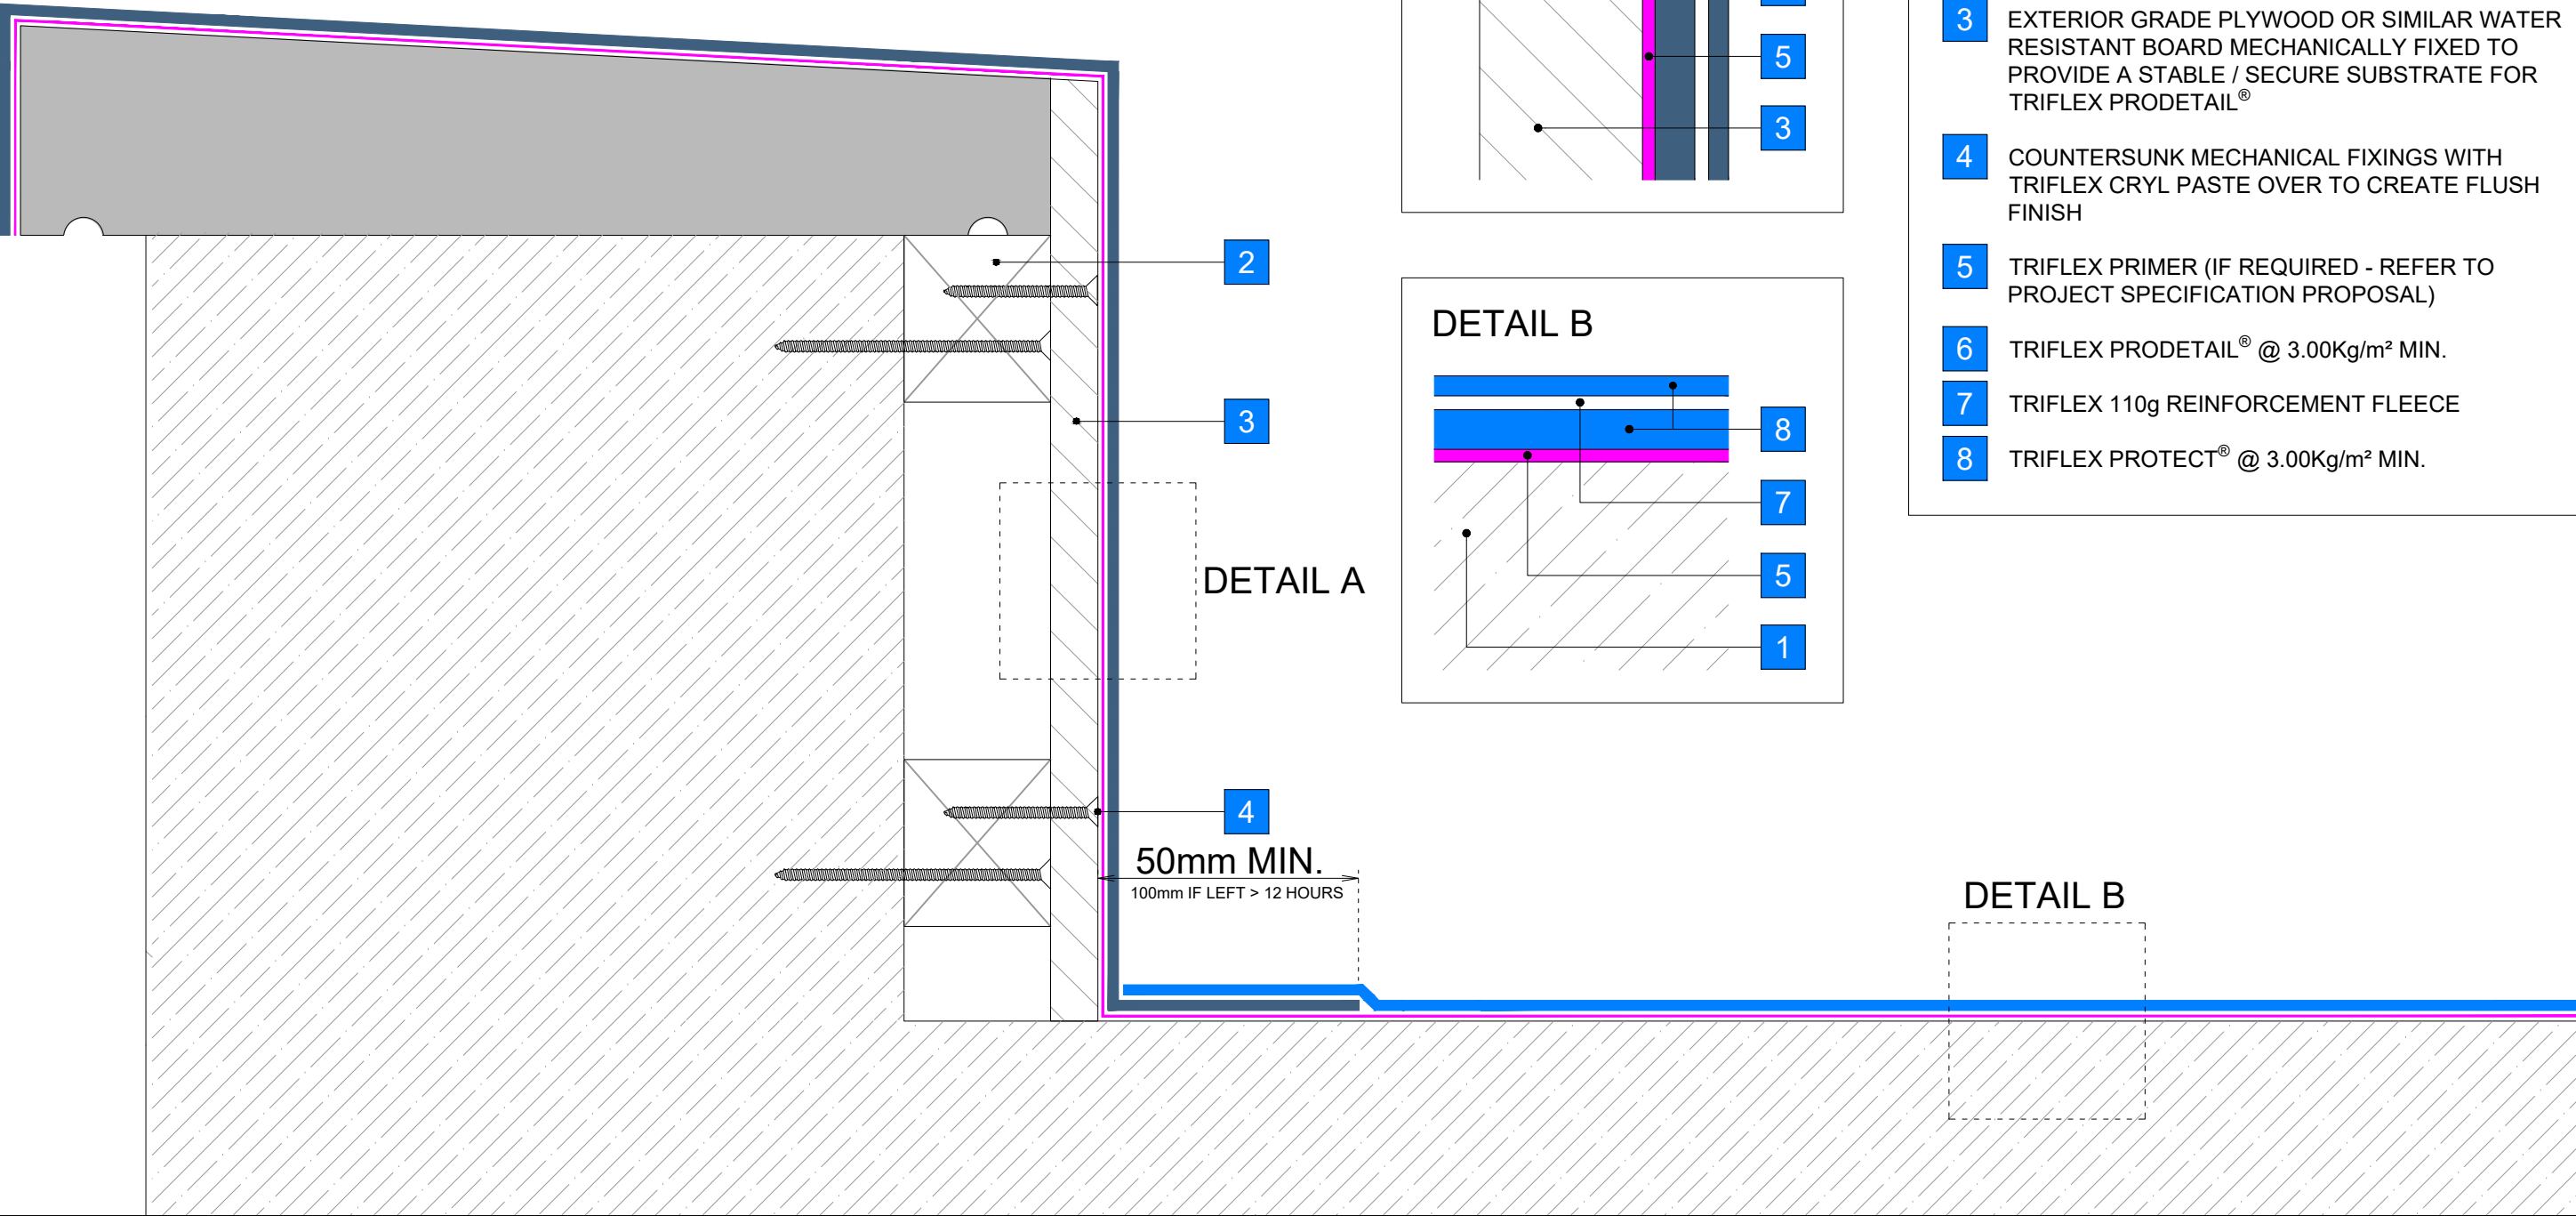 3 EXTERIOR GRADE PLYWOOD OR SIMILAR WATER
RESISTANT BOARD MECHANICALLY FIXED TO
PROVIDE A STABLE / SECURE SUBSTRATE FOR
TRIFLEX PRODETAIL®
4 COUNTERSUNK MECHANICAL FIXINGS WITH
TRIFLEX CRYL PASTE OVER TO CREATE FLUSH
FINISH
5 TRIFLEX PRIMER (IF REQUIRED - REFER TO
PROJECT SPECIFICATION PROPOSAL)
6 TRIFLEX PRODETAIL® @ 3.00Kg/m² MIN.
7 TRIFLEX 110g REINFORCEMENT FLEECE
8 TRIFLEX PROTECT® @ 3.00Kg/m² MIN.
5
3
DETAIL B
8
7
5
1
2
3
DETAIL A
4
50mm MIN.
100mm IF LEFT > 12 HOURS
DETAIL B